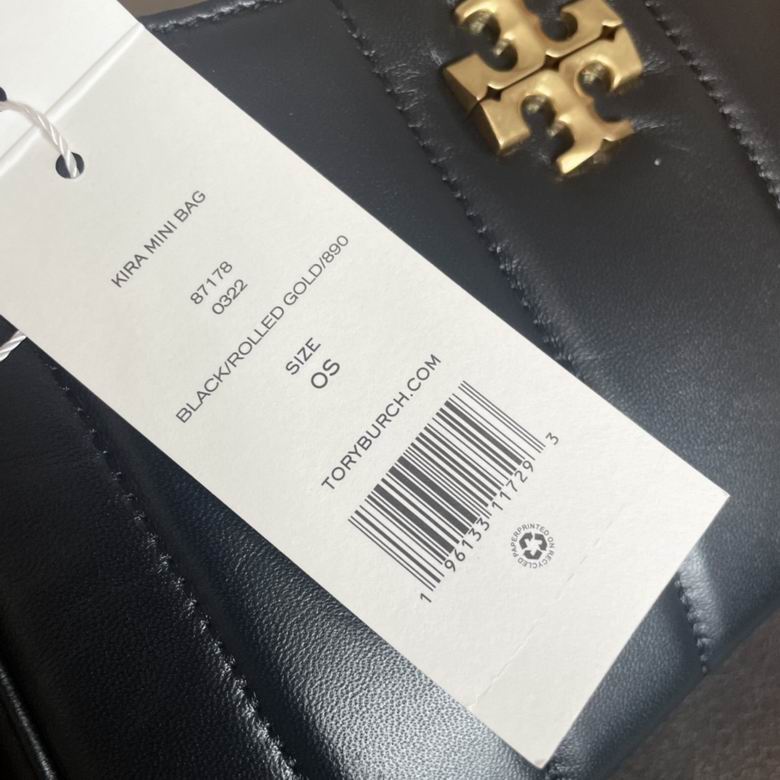 KIRA MINI BAG
87178
0322
BLACK/ROLLED GOLD/890
SIZE
OS
TORYBURCH.COM
1 96133 11729 3
PRINTED ON RECYCLED PAPER